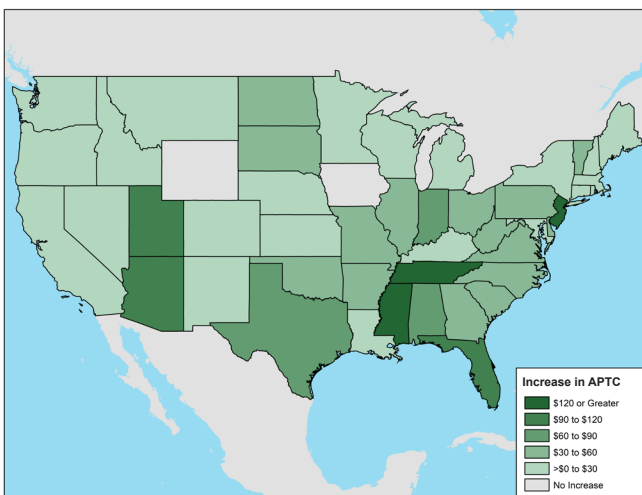 Increase in APTC
$120 or Greater
$90 to $120
$60 to $90
$30 to $60
>$0 to $30
No Increase